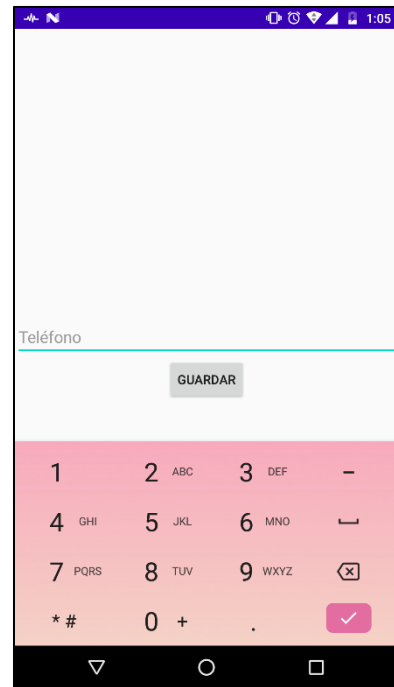 1:05
Teléfono
GUARDAR
1 2 ABC 3 DEF -
4 GHI 5 JKL 6 MNO
7 PQRS 8 TUV 9 WXYZ
* # 0 + .